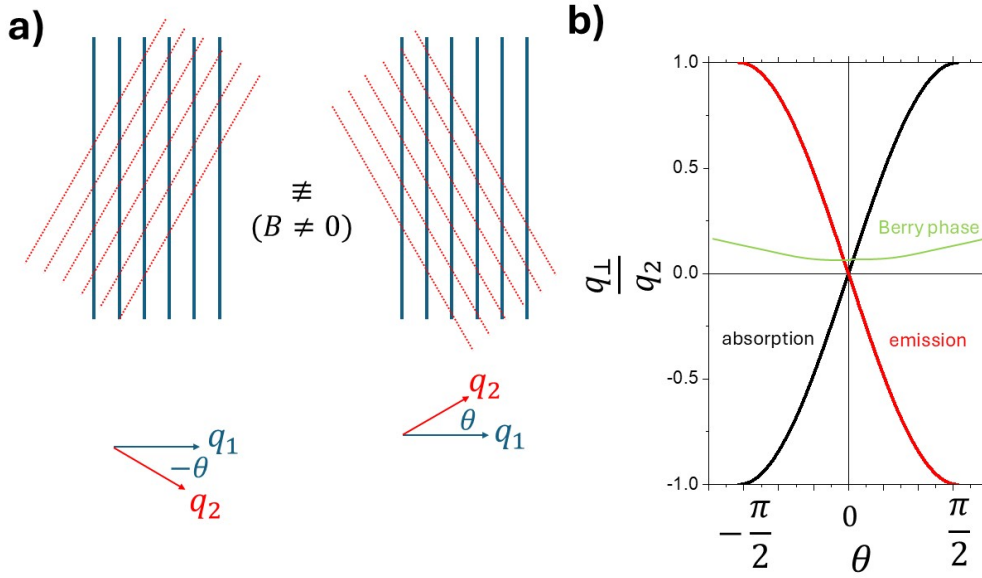 a)
≢
(B ≠ 0)
q₂
θ
q₁
q₁
−θ
q₂
b)
1.0
0.5
Berry phase
q⊥
q₂
0.0
absorption
emission
-0.5
-1.0
−π/2
0
π/2
θ